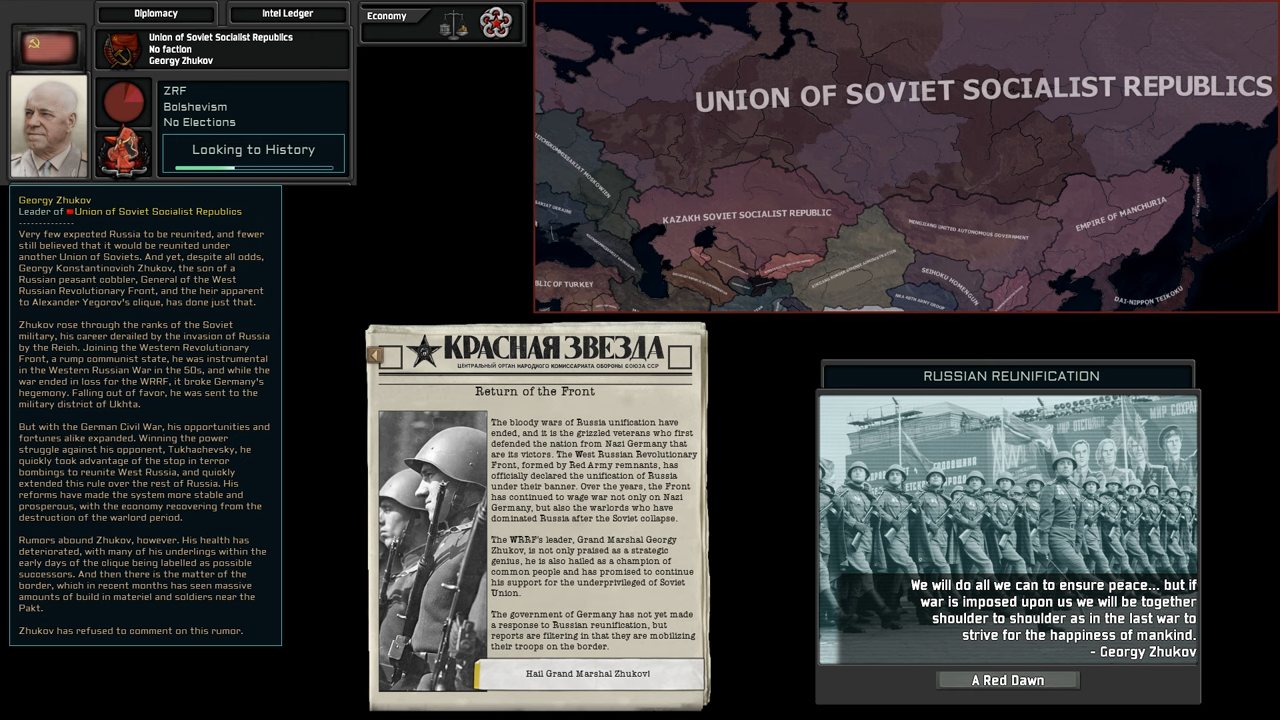 Diplomacy
Intel Ledger
Economy
Union of Soviet Socialist Republics
No faction
Georgy Zhukov
ZRF
Bolshevism
No Elections
Looking to History
Georgy Zhukov
Leader of Union of Soviet Socialist Republics
--------------
Very few expected Russia to be reunited, and fewer
still believed that it would be reunited under
another Union of Soviets. And yet, despite all odds,
Georgy Konstantinovich Zhukov, the son of a
Russian peasant cobbler, General of the West
Russian Revolutionary Front, and the heir apparent
to Alexander Yegorov's clique, has done just that.
Zhukov rose through the ranks of the Soviet
military, his career derailed by the invasion of Russia
by the Reich. Joining the Western Revolutionary
Front, a rump communist state, he was instrumental
in the Western Russian War in the 50s, and while the
war ended in loss for the WRRF, it broke Germany's
hegemony. Falling out of favor, he was sent to the
military district of Ukhta.
But with the German Civil War, his opportunities and
fortunes alike expanded. Winning the power
struggle against his opponent, Tukhachevsky, he
quickly took advantage of the stop in terror
bombings to reunite West Russia, and quickly
extended this rule over the rest of Russia. His
reforms have made the system more stable and
prosperous, with the economy recovering from the
destruction of the warlord period.
Rumors abound Zhukov, however. His health has
deteriorated, with many of his underlings within the
early days of the clique being labelled as possible
successors. And then there is the matter of the
border, which in recent months has seen massive
amounts of build in materiel and soldiers near the
Pakt.
Zhukov has refused to comment on this rumor.
UNION OF SOVIET SOCIALIST REPUBLICS
KAZAKH SOVIET SOCIALIST REPUBLIC
MENGJIANG UNITED AUTONOMOUS GOVERNMENT
EMPIRE OF MANCHURIA
BLIC OF TURKEY
SEIHOKU HOMENGUN
DAI-NIPPON TEIKOKU
КРАСНАЯ ЗВЕЗДА
ЦЕНТРАЛЬНЫЙ ОРГАН НАРОДНОГО КОМИССАРИАТА ОБОРОНЫ СОЮЗА ССР
Return of the Front
The bloody wars of Russia unification have
ended, and it is the grizzled veterans who first
defended the nation from Nazi Germany that
are its victors. The West Russian Revolutionary
Front, formed by Red Army remnants, has
officially declared the unification of Russia
under their banner. Over the years, the Front
has continued to wage war not only on Nazi
Germany, but also the warlords who have
dominated Russia after the Soviet collapse.
The WRRF's leader, Grand Marshal Georgy
Zhukov, is not only praised as a strategic
genius, he is also hailed as a champion of
common people and has promised to continue
his support for the underprivileged of Soviet
Union.
The government of Germany has not yet made
a response to Russian reunification, but
reports are filtering in that they are mobilizing
their troops on the border.
Hail Grand Marshal Zhukov!
RUSSIAN REUNIFICATION
We will do all we can to ensure peace... but if
war is imposed upon us we will be together
shoulder to shoulder as in the last war to
strive for the happiness of mankind.
- Georgy Zhukov
A Red Dawn